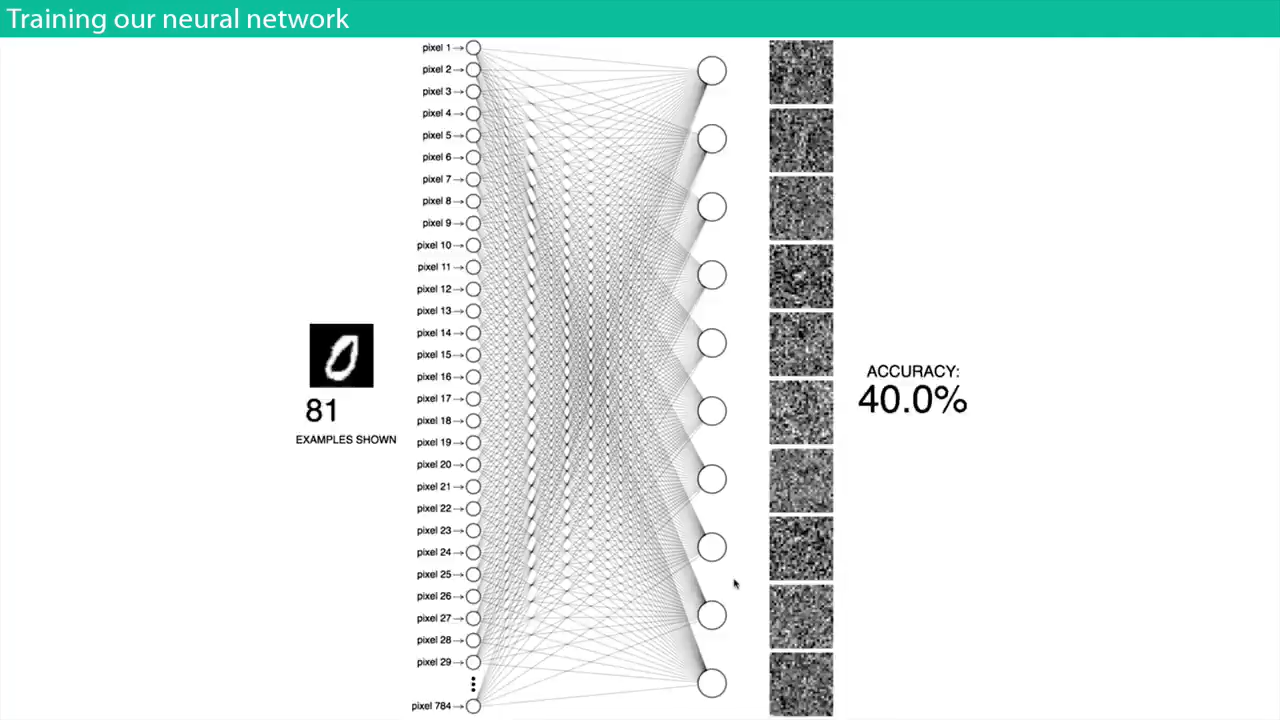 Training our neural network
pixel 1
pixel 2
pixel 3
pixel 4
pixel 5
pixel 6
pixel 7
pixel 8
pixel 9
pixel 10
pixel 11
pixel 12
pixel 13
pixel 14
pixel 15
pixel 16
pixel 17
pixel 18
pixel 19
pixel 20
pixel 21
pixel 22
pixel 23
pixel 24
pixel 25
pixel 26
pixel 27
pixel 28
pixel 29
pixel 784
0
81
EXAMPLES SHOWN
ACCURACY:
40.0%